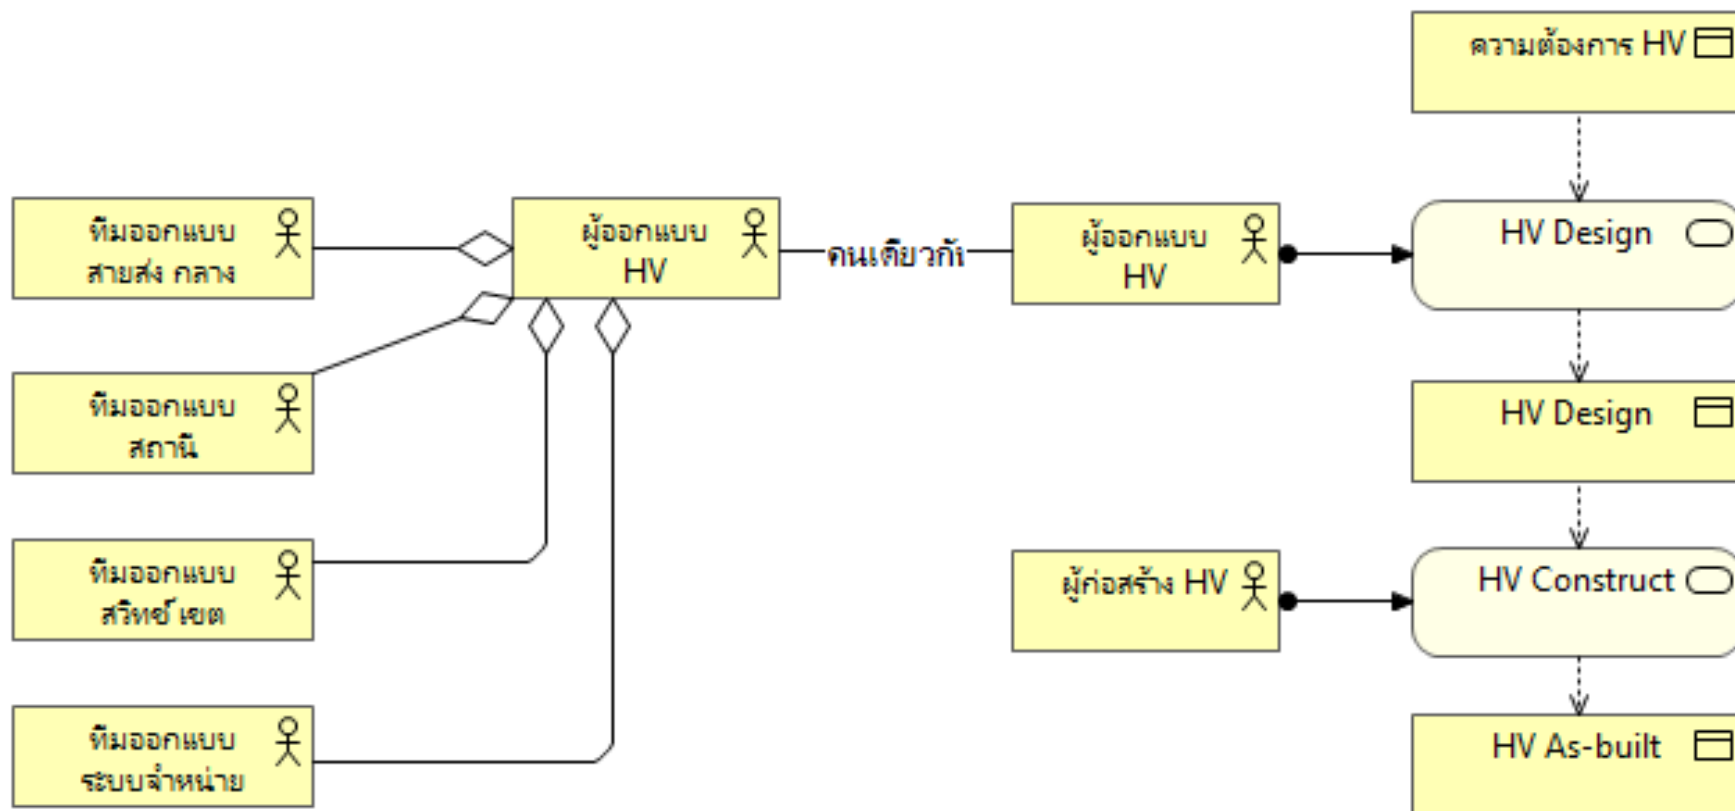 ความต้องการ HV
ทีมออกแบบ
สายส่ง กลาง
ผู้ออกแบบ
HV
คนเดียวกัน
ผู้ออกแบบ
HV
HV Design
ทีมออกแบบ
สถานี
HV Design
ทีมออกแบบ
สวิทช์ เขต
ผู้ก่อสร้าง HV
HV Construct
ทีมออกแบบ
ระบบจำหน่าย
HV As-built